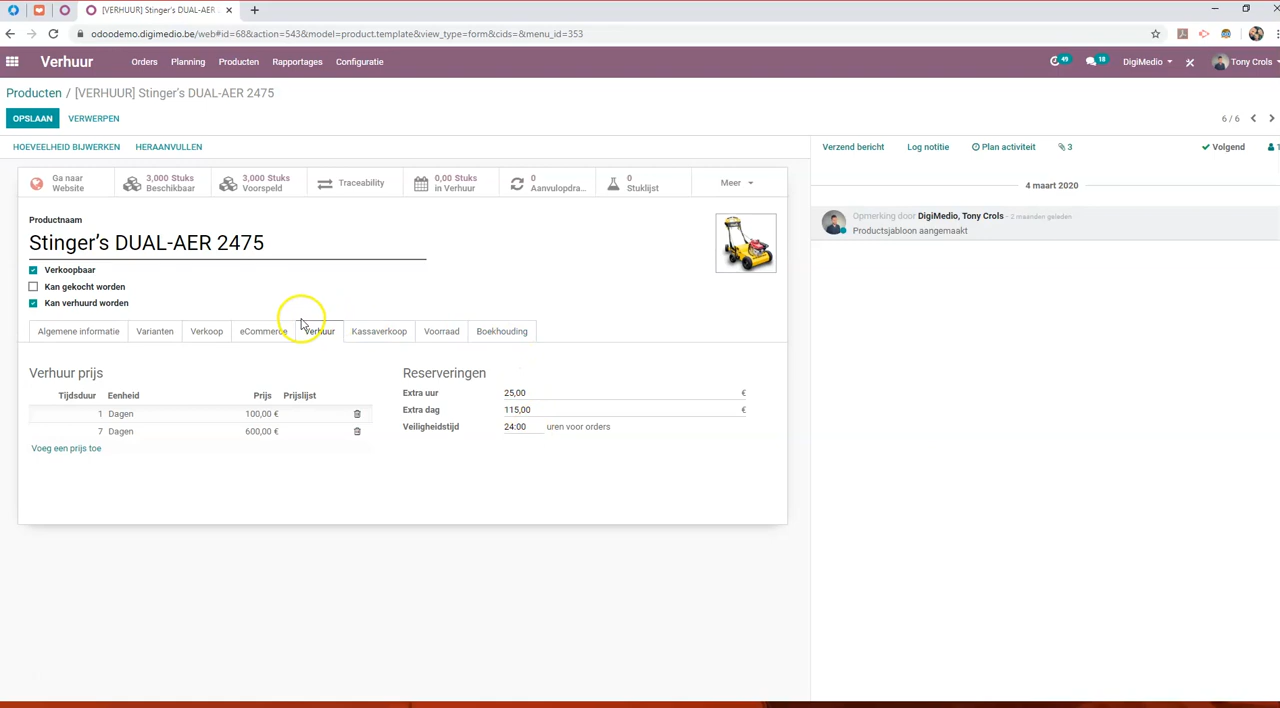 [VERHUUR] Stinger's DUAL-AER
odoodemo.digimedio.be/web#id=68&action=543&model=product.template&view_type=form&cids=&menu_id=353
Verhuur Orders Planning Producten Rapportages Configuratie 49 18 DigiMedio Tony Crols
Producten / [VERHUUR] Stinger's DUAL-AER 2475
OPSLAAN VERWERPEN 6 / 6
HOEVEELHEID BIJWERKEN HERAANVULLEN Verzend bericht Log notitie Plan activiteit 3 Volgend 1
Ga naar Website
3,000 Stuks Beschikbaar
3,000 Stuks Voorspeld
Traceability
0,00 Stuks in Verhuur
0 Aanvulopdra...
0 Stuklijst
Meer
4 maart 2020
Opmerking door DigiMedio, Tony Crols - 2 maanden geleden
Productsjabloon aangemaakt
Productnaam
Stinger's DUAL-AER 2475
Verkoopbaar
Kan gekocht worden
Kan verhuurd worden
Algemene informatie Varianten Verkoop eCommerce Verhuur Kassaverkoop Voorraad Boekhouding
Verhuur prijs
Tijdsduur Eenheid Prijs Prijslijst
1 Dagen 100,00 €
7 Dagen 600,00 €
Voeg een prijs toe
Reserveringen
Extra uur 25,00 €
Extra dag 115,00 €
Veiligheidstijd 24:00 uren voor orders